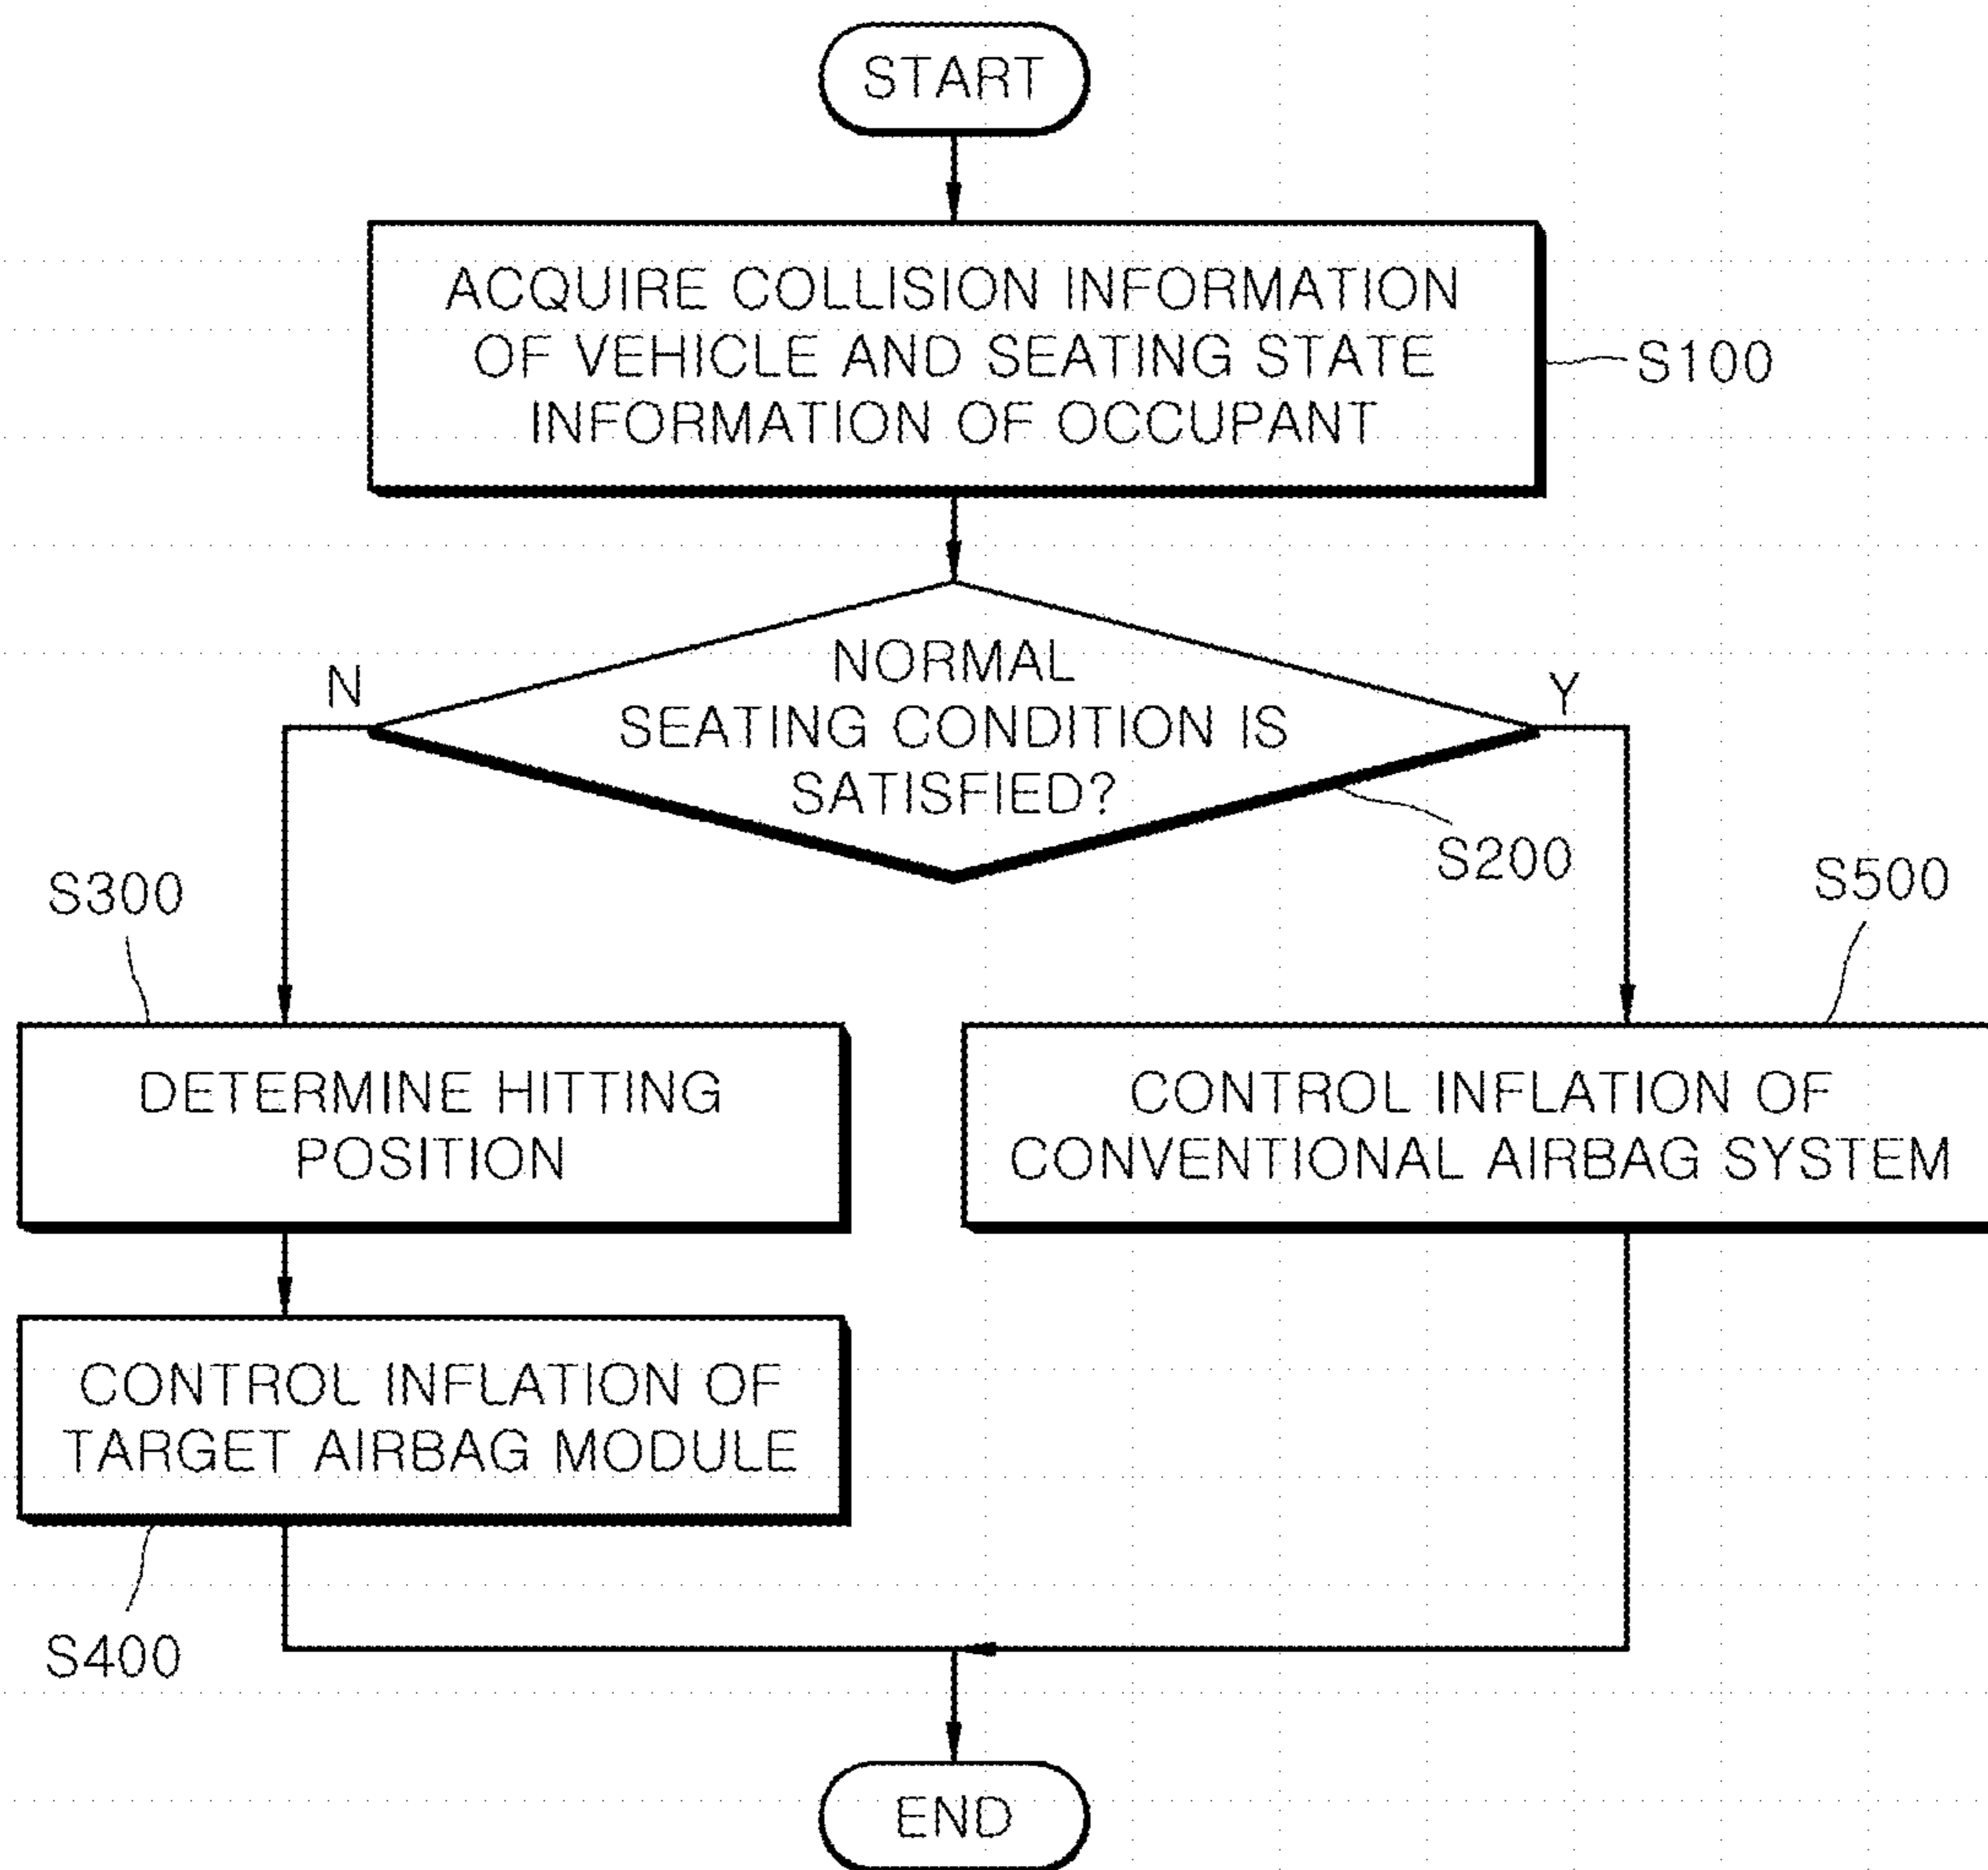 START
ACQUIRE COLLISION INFORMATION
OF VEHICLE AND SEATING STATE
INFORMATION OF OCCUPANT
S100
NORMAL
SEATING CONDITION IS
SATISFIED?
N
Y
S200
S300
S500
DETERMINE HITTING
POSITION
CONTROL INFLATION OF
CONVENTIONAL AIRBAG SYSTEM
CONTROL INFLATION OF
TARGET AIRBAG MODULE
S400
END